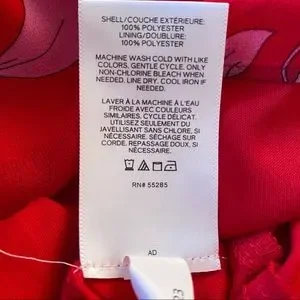 SHELL/COUCHE EXTÉRIEURE:
100% POLYESTER
LINING/DOUBLURE:
100% POLYESTER
MACHINE WASH COLD WITH LIKE
COLORS, GENTLE CYCLE. ONLY
NON-CHLORINE BLEACH WHEN
NEEDED. LINE DRY. COOL IRON IF
NEEDED.
LAVER À LA MACHINE À L'EAU
FROIDE AVEC COULEURS
SIMILAIRES. CYCLE DÉLICAT.
UTILISER SEULEMENT DU
JAVELLISANT SANS CHLORE, SI
NÉCESSAIRE. SÉCHAGE SUR
CORDE. REPASSAGE DOUX, SI
NÉCESSAIRE.
RN# 55285
AD